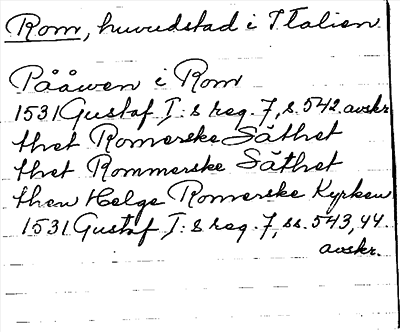 Rom, huvudstad i Italien
Pååwen i Rom
1531 Gustaf I:s reg. 7, s. 542. avskr.
thet Romerske Säthet
thet Rommerske Säthet
then Helge Romerske Kyrken
1531 Gustaf I:s reg. 7, ss. 543, 44.
avskr.